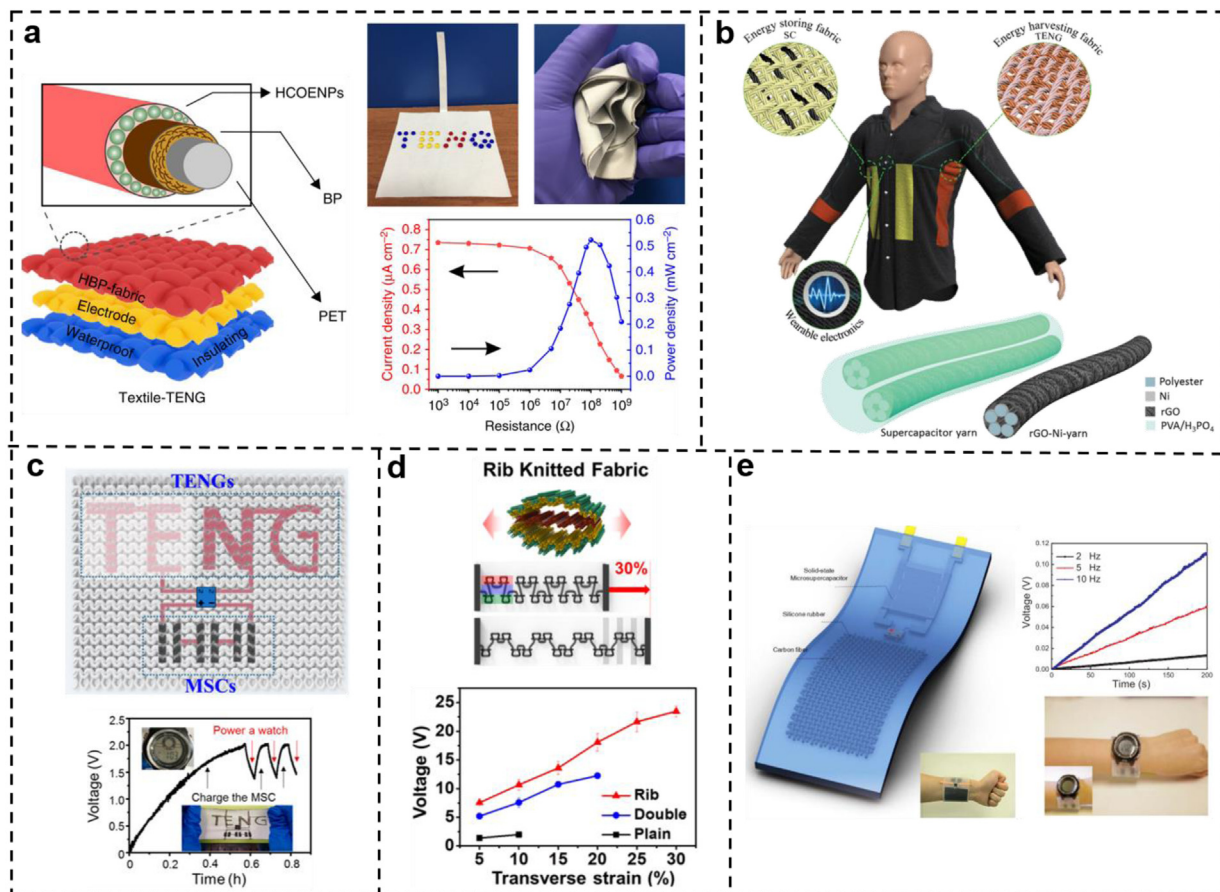 a
HCOENPs
BP
PET
HBP-fabric
Electrode
Waterproof
Insulating
Textile-TENG
TENG
Current density (μA cm⁻²)
0.8
0.7
0.6
0.5
0.4
0.3
0.2
0.1
0.0
Power density (mW cm⁻²)
0.6
0.5
0.4
0.3
0.2
0.1
0.0
10³ 10⁴ 10⁵ 10⁶ 10⁷ 10⁸ 10⁹
Resistance (Ω)
b
Energy storing fabric
SC
Energy harvesting fabric
TENG
Wearable electronics
Supercapacitor yarn
rGO-Ni-yarn
Polyester
Ni
rGO
PVA/H₃PO₄
c
TENGs
TENG
MSCs
Voltage (V)
2.5
2.0
1.5
1.0
0.5
0.0
Power a watch
Charge the MSC
TENG
0 0.2 0.4 0.6 0.8
Time (h)
d
Rib Knitted Fabric
30%
Voltage (V)
25
20
15
10
5
0
Rib
Double
Plain
5 10 15 20 25 30
Transverse strain (%)
e
Solid-state
Microsupercapacitor
Silicone rubber
Carbon fiber
Voltage (V)
0.12
0.10
0.08
0.06
0.04
0.02
0.00
2 Hz
5 Hz
10 Hz
0 50 100 150 200
Time (s)